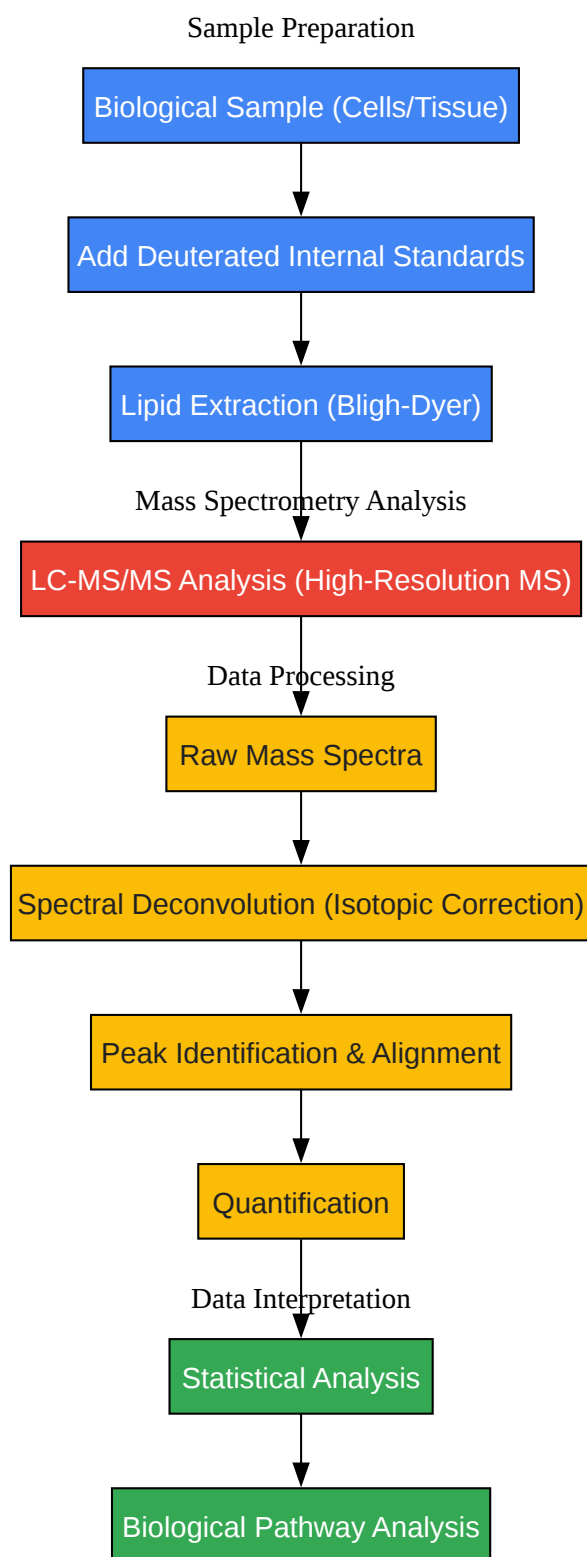 Sample Preparation
Biological Sample (Cells/Tissue)
Add Deuterated Internal Standards
Lipid Extraction (Bligh-Dyer)
Mass Spectrometry Analysis
LC-MS/MS Analysis (High-Resolution MS)
Data Processing
Raw Mass Spectra
Spectral Deconvolution (Isotopic Correction)
Peak Identification & Alignment
Quantification
Data Interpretation
Statistical Analysis
Biological Pathway Analysis